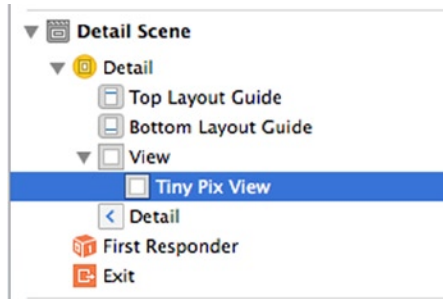 Detail Scene
Detail
Top Layout Guide
Bottom Layout Guide
View
Tiny Pix View
Detail
First Responder
Exit